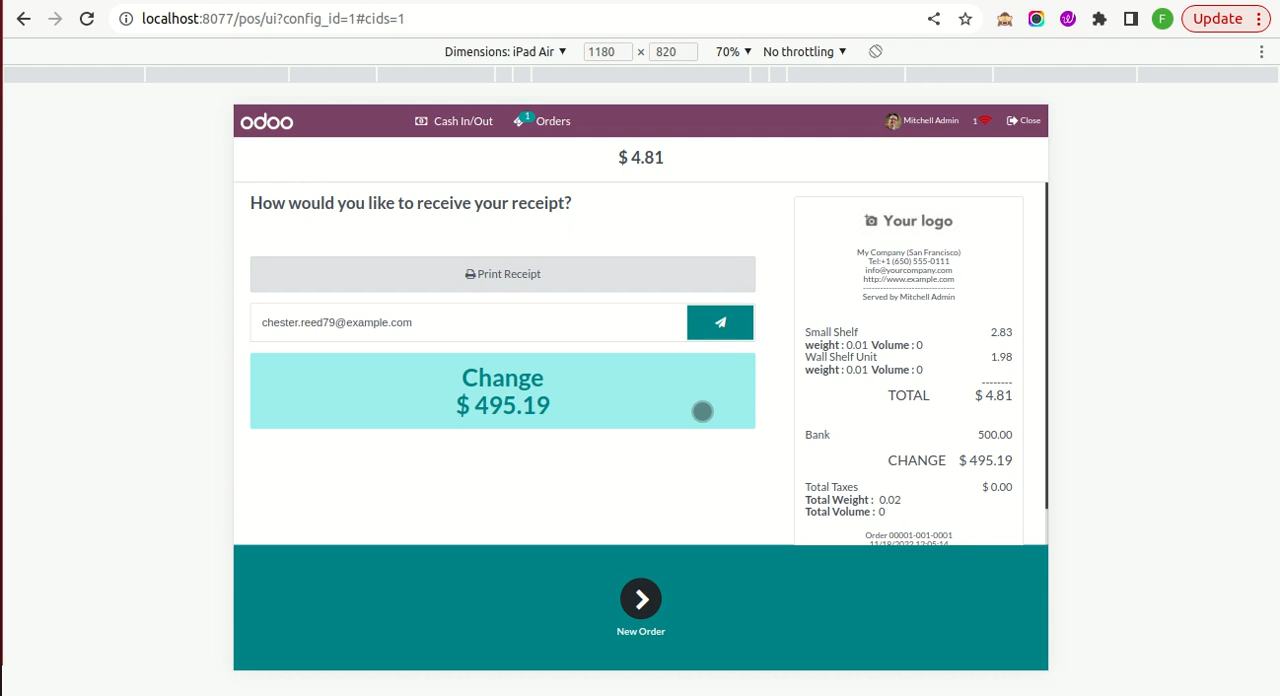 localhost:8077/pos/ui?config_id=1#cids=1
F
Update
Dimensions: iPad Air 1180 × 820 70% No throttling
odoo
Cash In/Out
1
Orders
Mitchell Admin
1
Close
$ 4.81
How would you like to receive your receipt?
Print Receipt
chester.reed79@example.com
Change
$ 495.19
Your logo
My Company (San Francisco)
Tel:+1 (650) 555-0111
info@yourcompany.com
http://www.example.com
--------------------------------
Served by Mitchell Admin
Small Shelf 2.83
weight : 0.01 Volume : 0
Wall Shelf Unit 1.98
weight : 0.01 Volume : 0
--------
TOTAL $ 4.81
Bank 500.00
CHANGE $ 495.19
Total Taxes $ 0.00
Total Weight : 0.02
Total Volume : 0
Order 00001-001-0001
New Order